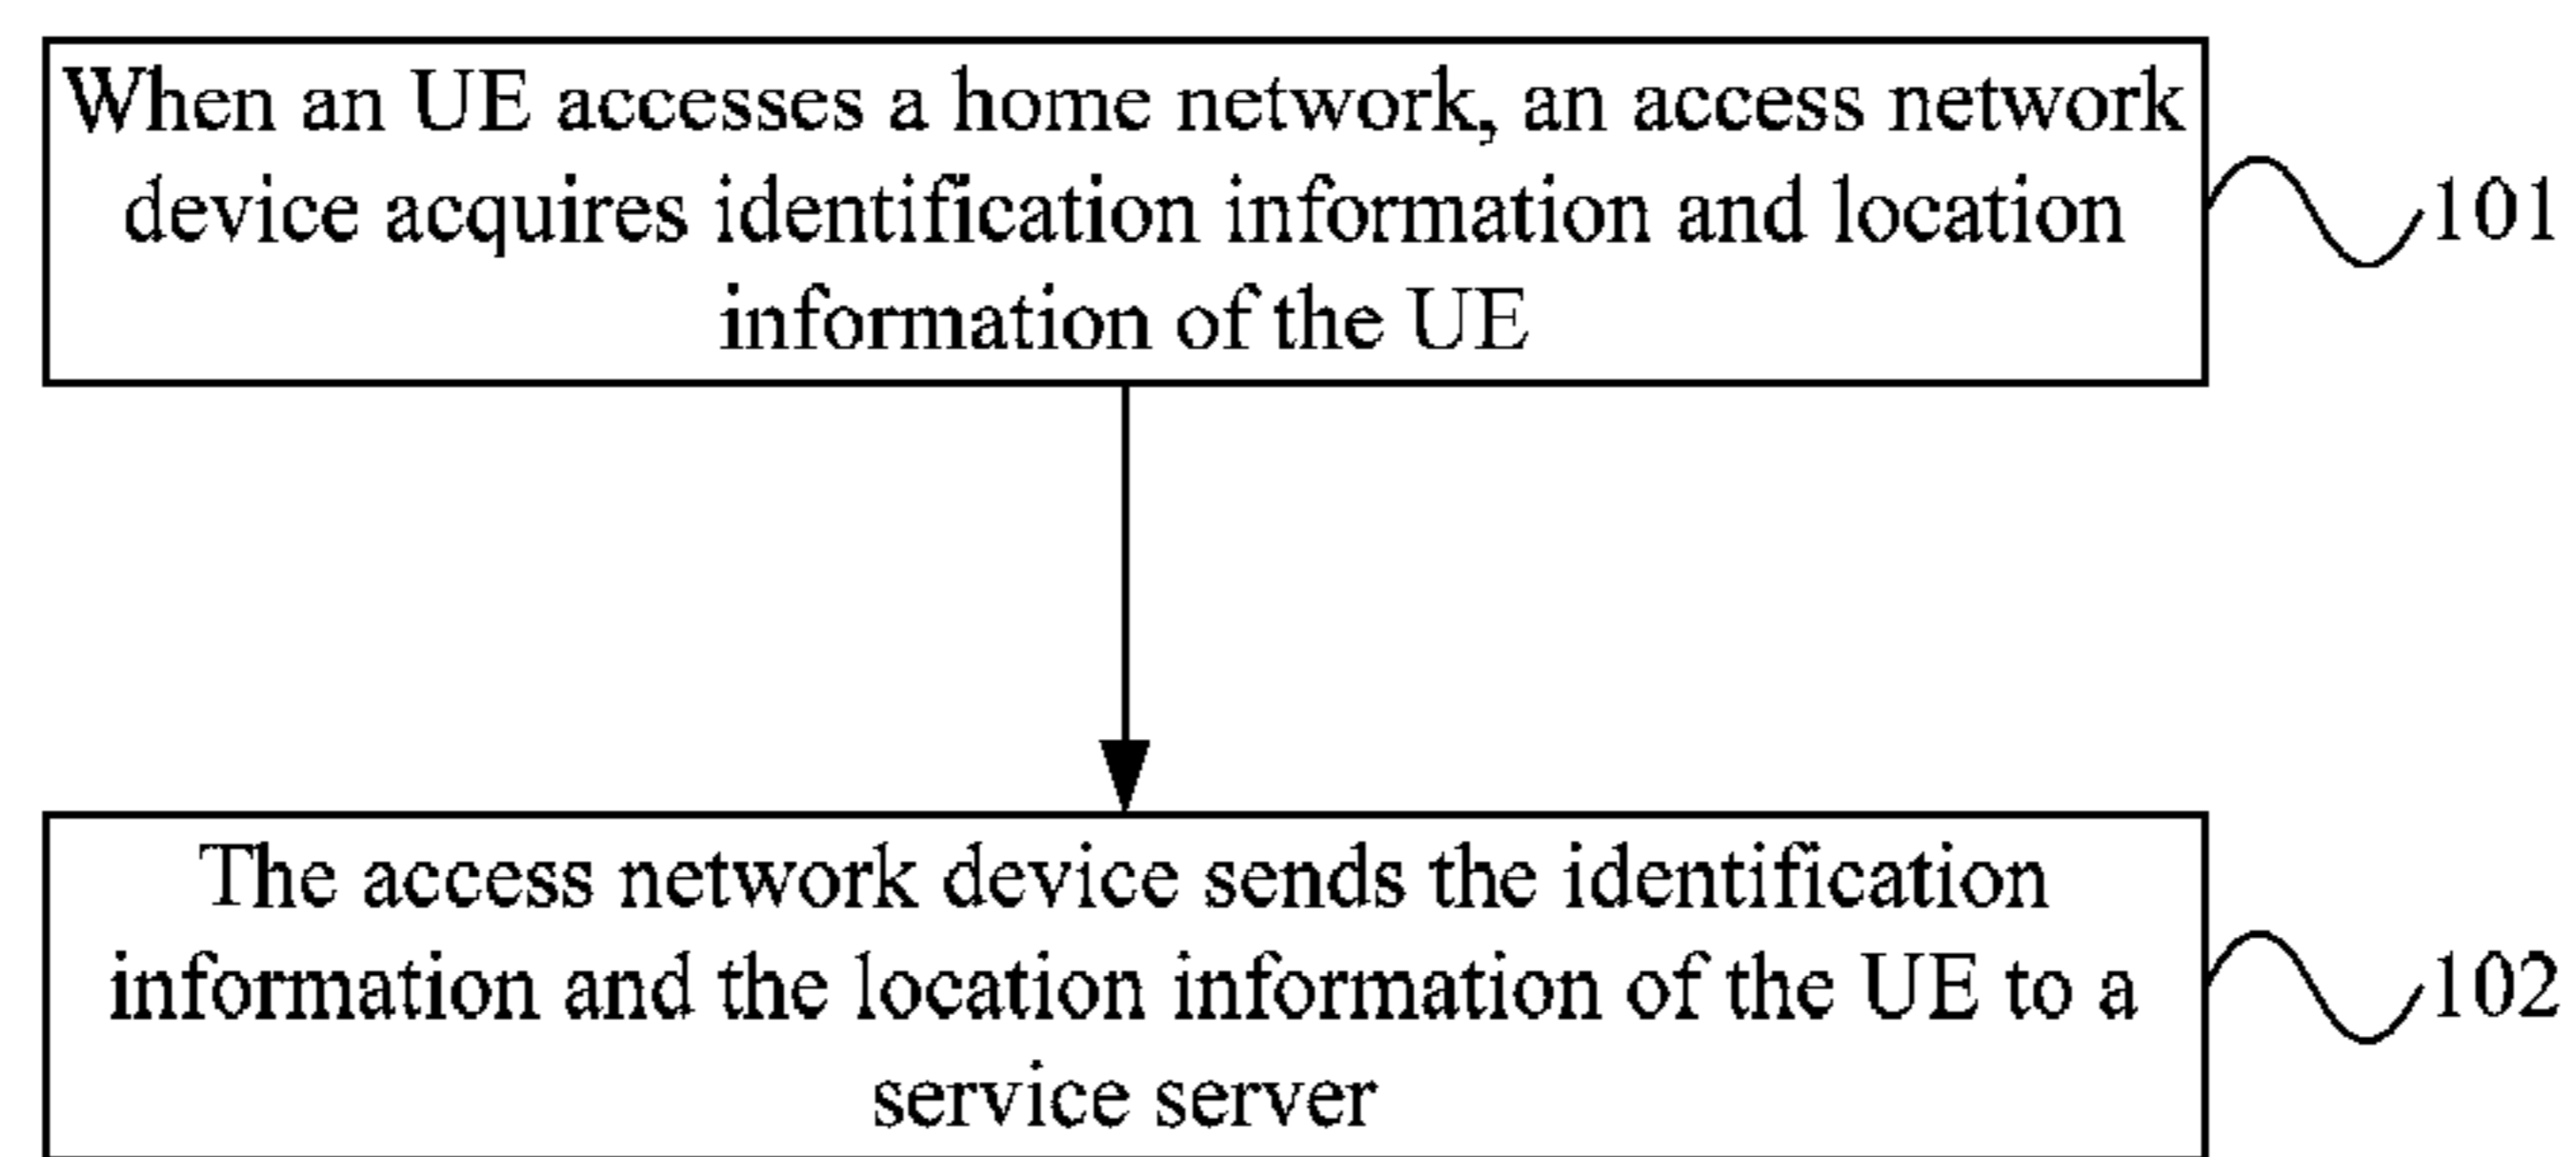 When an UE accesses a home network, an access network
device acquires identification information and location
information of the UE
101
The access network device sends the identification
information and the location information of the UE to a
service server
102